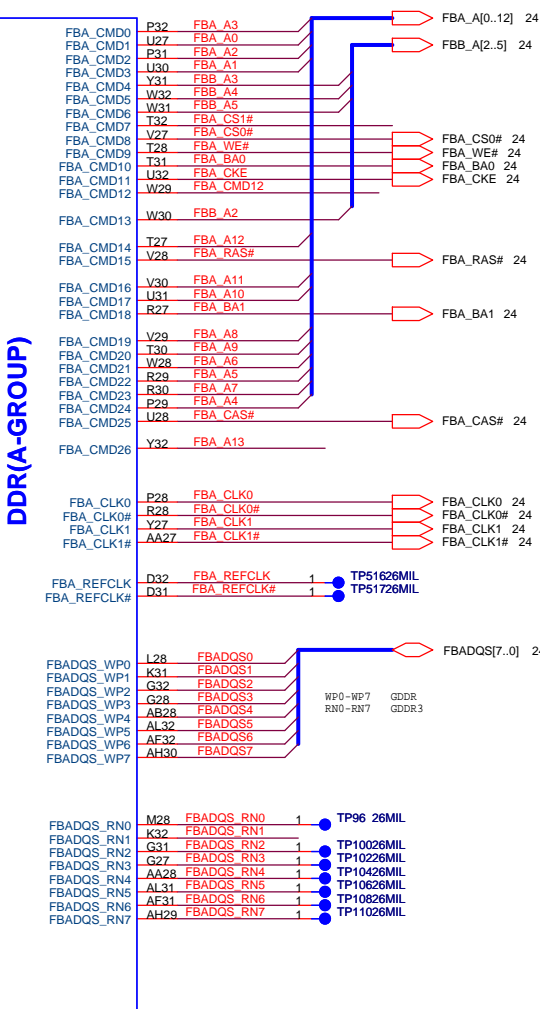 FBA_CMD0 P32 FBA_A3 FBA_A[0..12] 24
FBA_CMD1 U27 FBA_A0
FBA_CMD2 P31 FBA_A2 FBB_A[2..5] 24
FBA_CMD3 U30 FBA_A1
FBA_CMD4 Y31 FBB_A3
FBA_CMD5 W32 FBB_A4
FBA_CMD6 W31 FBB_A5
FBA_CMD7 T32 FBA_CS1#
FBA_CMD8 V27 FBA_CS0# FBA_CS0# 24
FBA_CMD9 T28 FBA_WE# FBA_WE# 24
FBA_CMD10 T31 FBA_BA0 FBA_BA0 24
FBA_CMD11 U32 FBA_CKE FBA_CKE 24
FBA_CMD12 W29 FBA_CMD12
FBA_CMD13 W30 FBB_A2
FBA_CMD14 T27 FBA_A12
FBA_CMD15 V28 FBA_RAS# FBA_RAS# 24
FBA_CMD16 V30 FBA_A11
FBA_CMD17 U31 FBA_A10
FBA_CMD18 R27 FBA_BA1 FBA_BA1 24
FBA_CMD19 V29 FBA_A8
FBA_CMD20 T30 FBA_A9
FBA_CMD21 W28 FBA_A6
FBA_CMD22 R29 FBA_A5
FBA_CMD23 R30 FBA_A7
FBA_CMD24 P29 FBA_A4
FBA_CMD25 U28 FBA_CAS# FBA_CAS# 24
FBA_CMD26 Y32 FBA_A13
DDR(A-GROUP)
FBA_CLK0 P28 FBA_CLK0 FBA_CLK0 24
FBA_CLK0# R28 FBA_CLK0# FBA_CLK0# 24
FBA_CLK1 Y27 FBA_CLK1 FBA_CLK1 24
FBA_CLK1# AA27 FBA_CLK1# FBA_CLK1# 24
FBA_REFCLK D32 FBA_REFCLK 1 TP51626MIL
FBA_REFCLK# D31 FBA_REFCLK# 1 TP51726MIL
FBADQS_WP0 L28 FBADQS0 FBADQS[7..0]
FBADQS_WP1 K31 FBADQS1
FBADQS_WP2 G32 FBADQS2
FBADQS_WP3 G28 FBADQS3 WP0-WP7 GDDR
FBADQS_WP4 AB28 FBADQS4 RN0-RN7 GDDR3
FBADQS_WP5 AL32 FBADQS5
FBADQS_WP6 AF32 FBADQS6
FBADQS_WP7 AH30 FBADQS7
FBADQS_RN0 M28 FBADQS_RN0 1 TP96 26MIL
FBADQS_RN1 K32 FBADQS_RN1
FBADQS_RN2 G31 FBADQS_RN2 1 TP10026MIL
FBADQS_RN3 G27 FBADQS_RN3 1 TP10226MIL
FBADQS_RN4 AA28 FBADQS_RN4 1 TP10426MIL
FBADQS_RN5 AL31 FBADQS_RN5 1 TP10626MIL
FBADQS_RN6 AF31 FBADQS_RN6 1 TP10826MIL
FBADQS_RN7 AH29 FBADQS_RN7 1 TP11026MIL